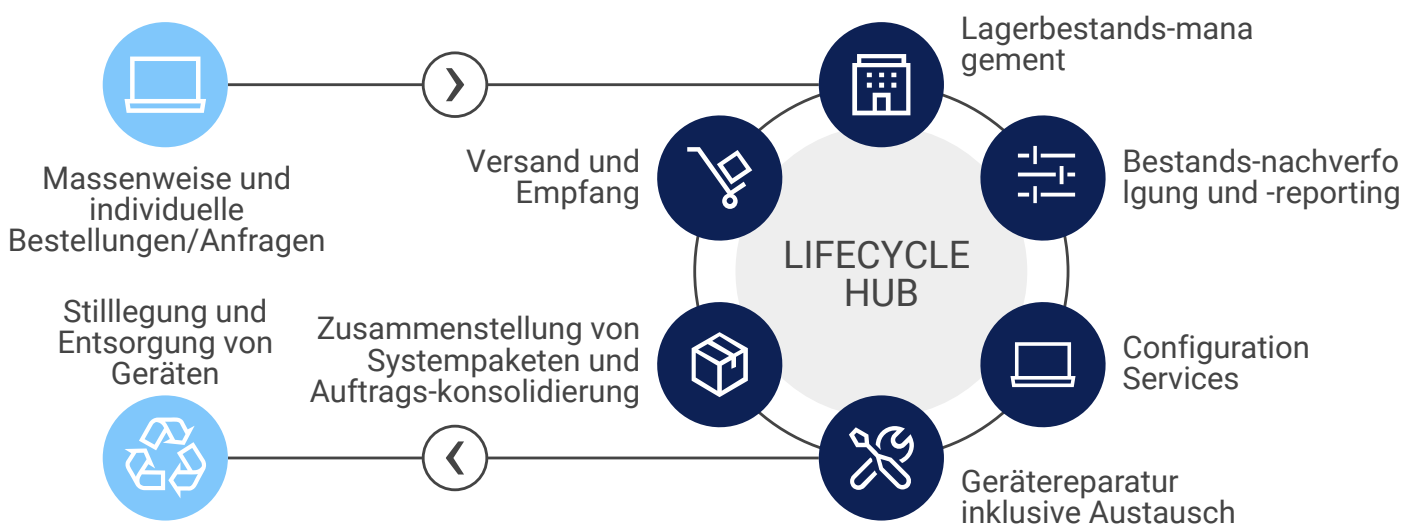 Lagerbestands-mana
gement
Massenweise und
individuelle
Bestellungen/Anfragen
Versand und
Empfang
Bestands-nachverfo
lgung und -reporting
LIFECYCLE
HUB
Stilllegung und
Entsorgung von
Geräten
Zusammenstellung von
Systempaketen und
Auftrags-konsolidierung
Configuration
Services
Gerätereparatur
inklusive Austausch